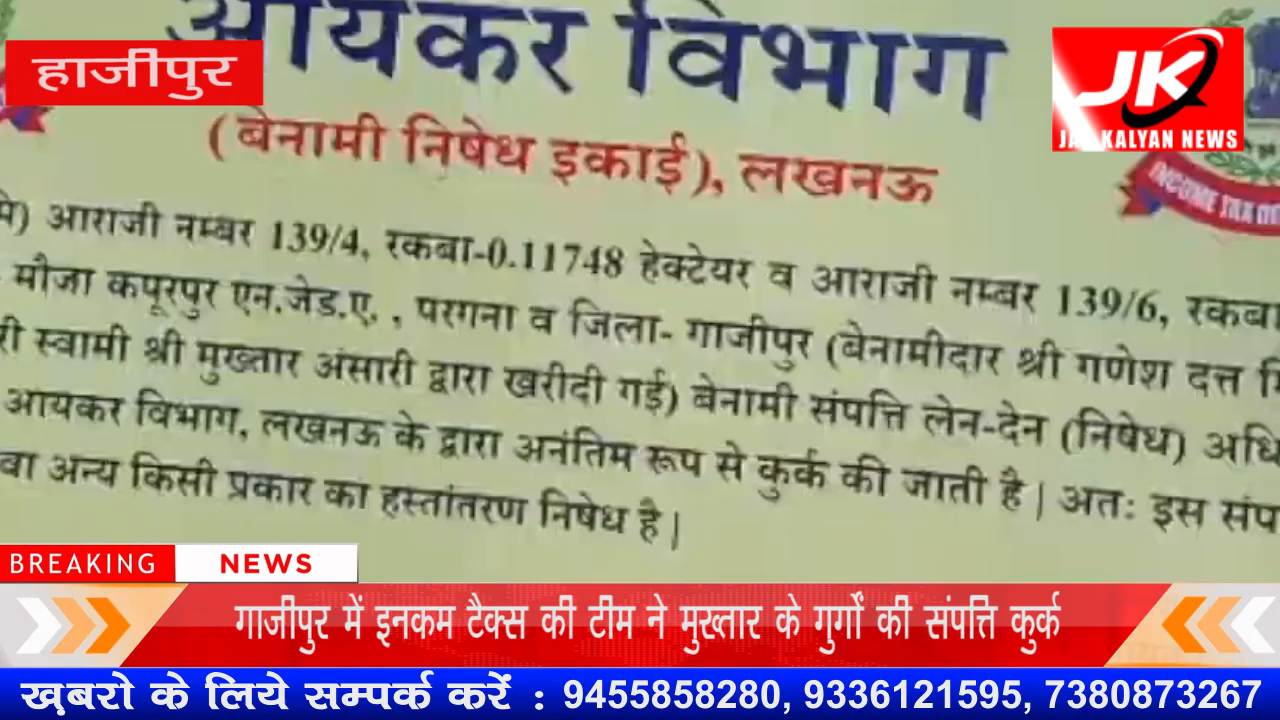 आयकर विभाग
हाजीपुर
JK
KALYAN NEWS
(बेनामी निषेध इकाई), लखनऊ
INCOME TAX
आराजी नम्बर 139/4, रकबा-0.11748 हेक्टेयर व आराजी नम्बर 139/6, रकबा
मौजा कपूरपुर एन.जेड.ए. , परगना व जिला- गाजीपुर (बेनामीदार श्री गणेश दत्त
स्वामी श्री मुख्तार अंसारी द्वारा खरीदी गई) बेनामी संपत्ति लेन-देन (निषेध)
आयकर विभाग, लखनऊ के द्वारा अनंतिम रूप से कुर्क की जाती है | अतः इस
अन्य किसी प्रकार का हस्तांतरण निषेध है |
BREAKING NEWS
गाजीपुर में इनकम टैक्स की टीम ने मुख्तार के गुर्गों की संपत्ति कुर्क
ख़बरो के लिये सम्पर्क करें : 9455858280, 9336121595, 7380873267